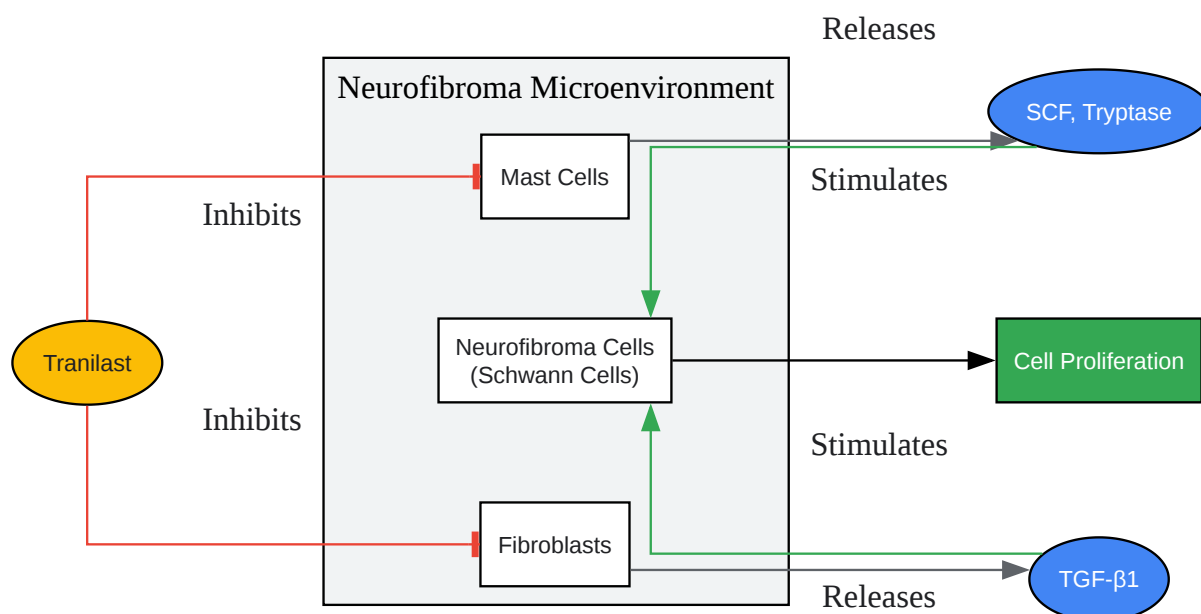 Releases
Neurofibroma Microenvironment
SCF, Tryptase
Mast Cells
Stimulates
Inhibits
Neurofibroma Cells
(Schwann Cells)
Cell Proliferation
Tranilast
Inhibits
Stimulates
Fibroblasts
TGF-β1
Releases